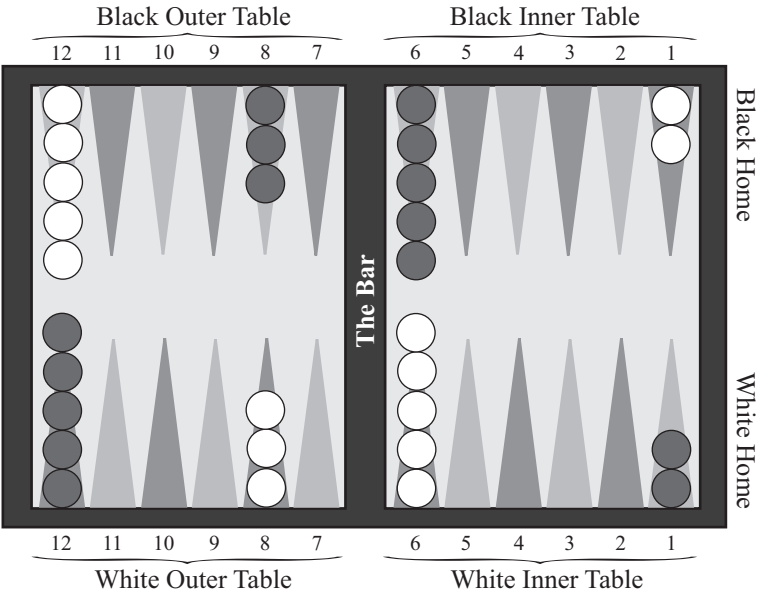 Black Outer Table Black Inner Table
12 11 10 9 8 7 6 5 4 3 2 1
Black Home
The Bar
White Home
12 11 10 9 8 7 6 5 4 3 2 1
White Outer Table White Inner Table